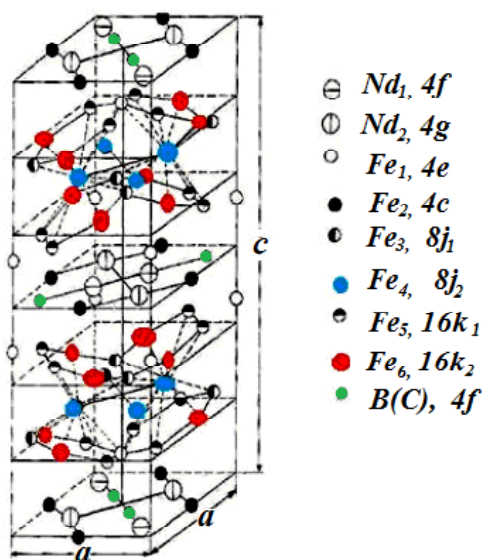 Nd1, 4f
Nd2, 4g
Fe1, 4e
Fe2, 4c
Fe3, 8j1
Fe4, 8j2
Fe5, 16k1
Fe6, 16k2
B(C), 4f
c
a
a